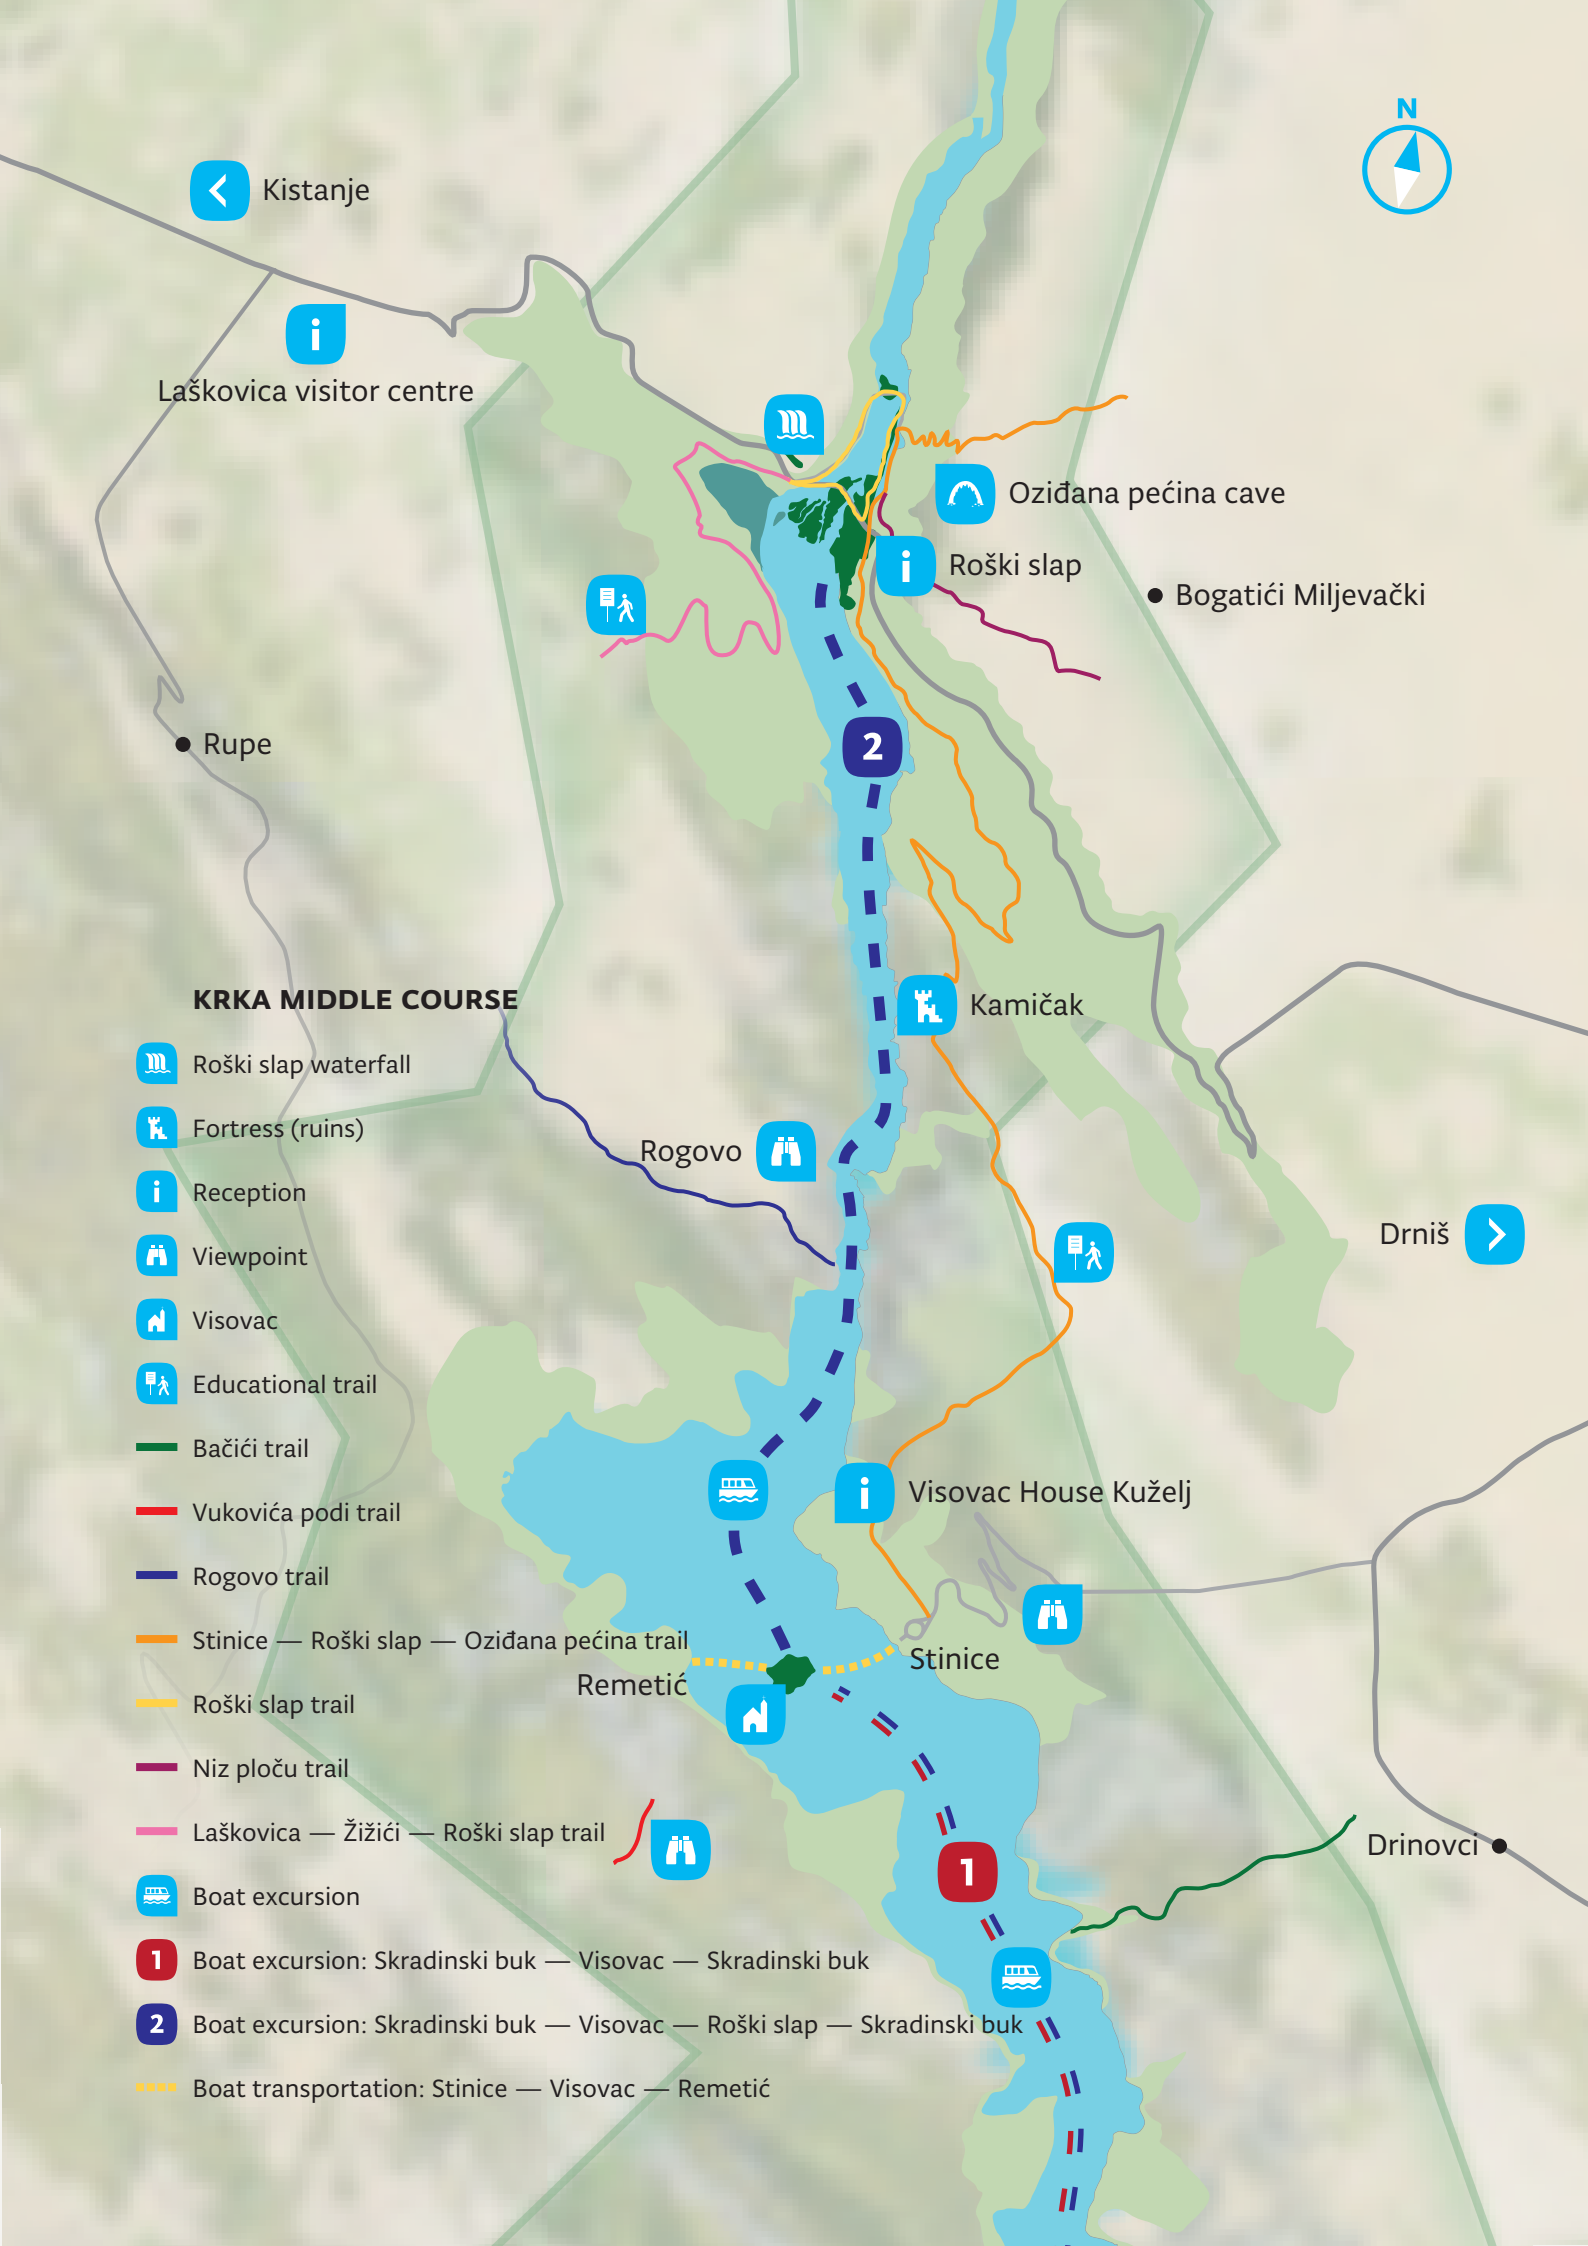 N
Kistanje
i
Laškovica visitor centre
Oziđana pećina cave
i
Roški slap
Bogatići Miljevački
2
Rupe
Kamičak
Rogovo
Drniš
i
Visovac House Kuželj
Stinice
Remetić
1
Drinovci
KRKA MIDDLE COURSE
Roški slap waterfall
Fortress (ruins)
i
Reception
Viewpoint
Visovac
Educational trail
Bačići trail
Vukovića podi trail
Rogovo trail
Stinice — Roški slap — Oziđana pećina trail
Roški slap trail
Niz ploču trail
Laškovica — Žižići — Roški slap trail
Boat excursion
1
Boat excursion: Skradinski buk — Visovac — Skradinski buk
2
Boat excursion: Skradinski buk — Visovac — Roški slap — Skradinski buk
Boat transportation: Stinice — Visovac — Remetić